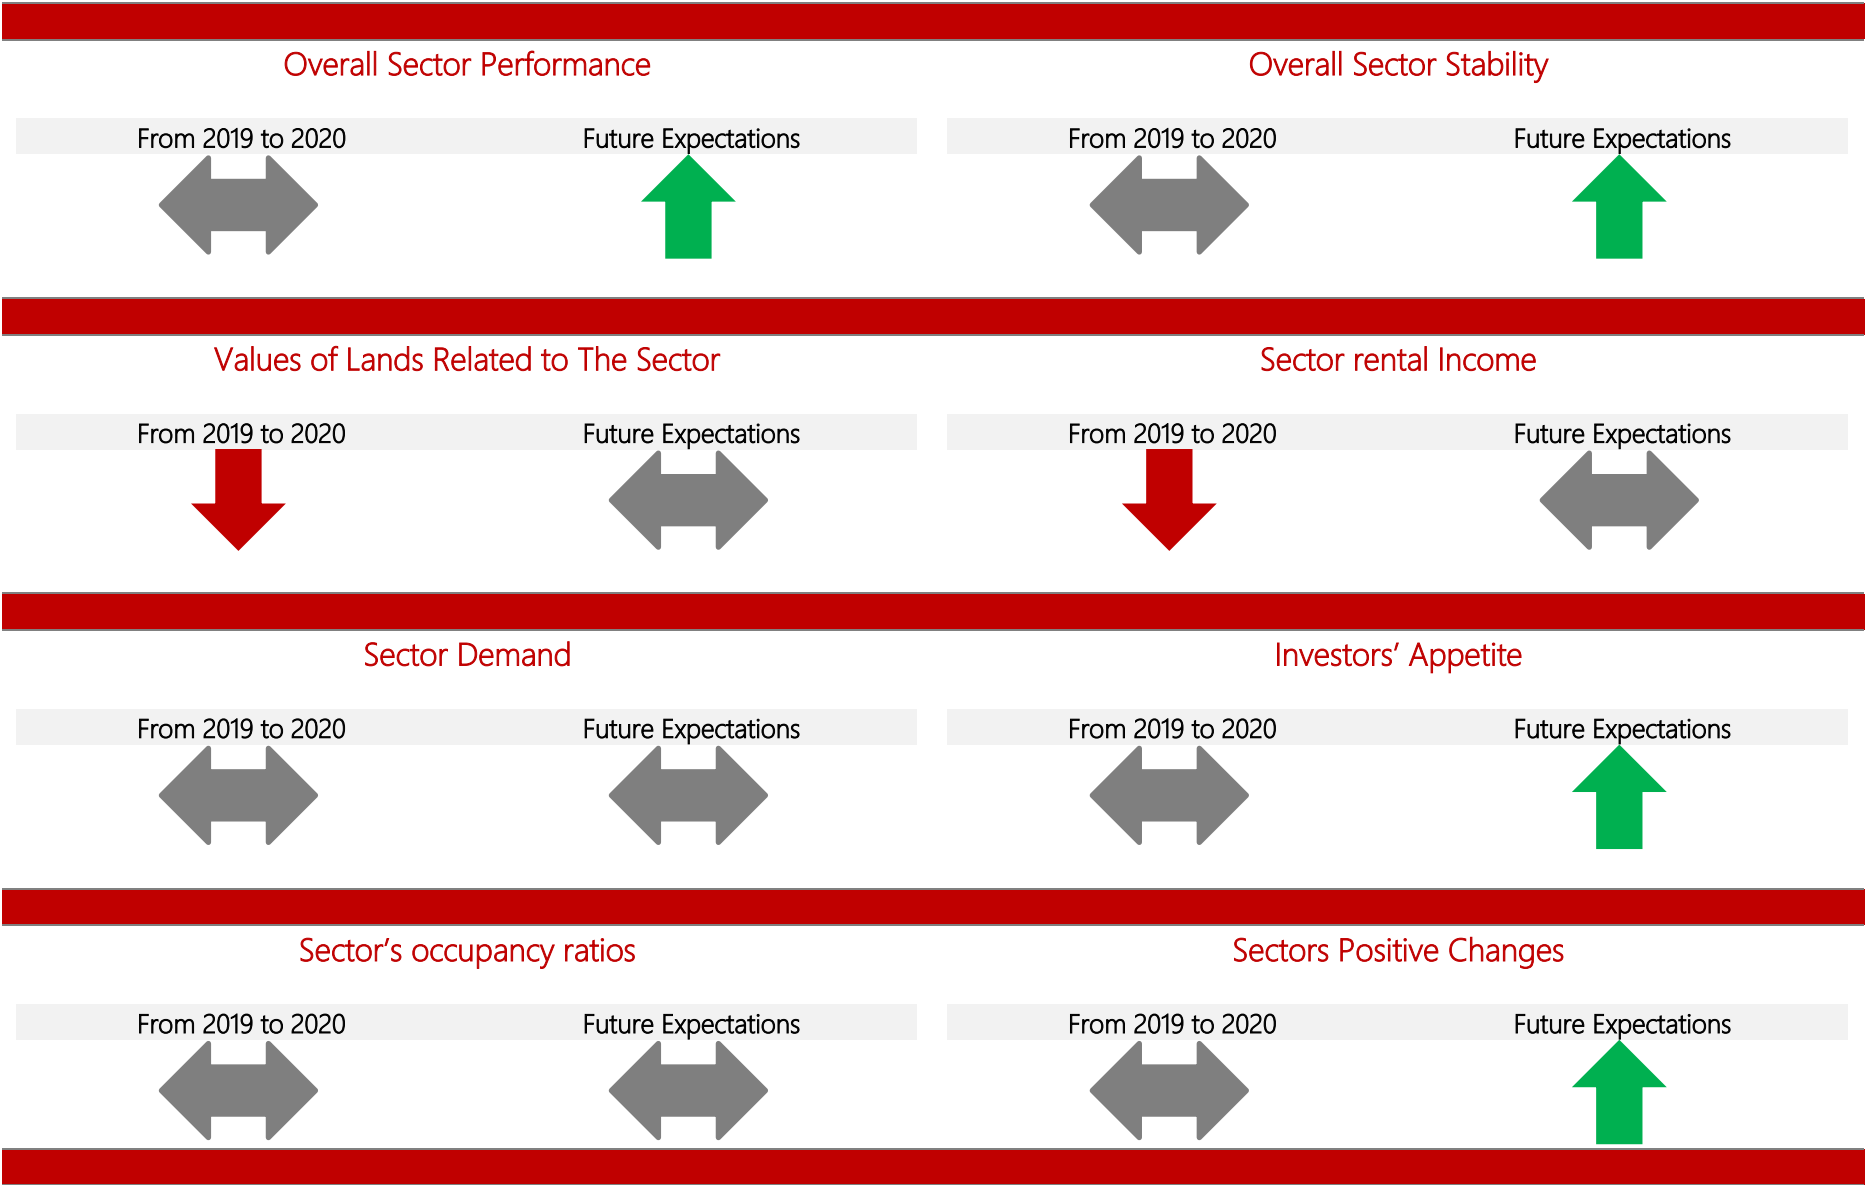 Overall Sector Performance
Overall Sector Stability
From 2019 to 2020
Future Expectations
From 2019 to 2020
Future Expectations
Values of Lands Related to The Sector
Sector rental Income
From 2019 to 2020
Future Expectations
From 2019 to 2020
Future Expectations
Sector Demand
Investors’ Appetite
From 2019 to 2020
Future Expectations
From 2019 to 2020
Future Expectations
Sector’s occupancy ratios
Sectors Positive Changes
From 2019 to 2020
Future Expectations
From 2019 to 2020
Future Expectations